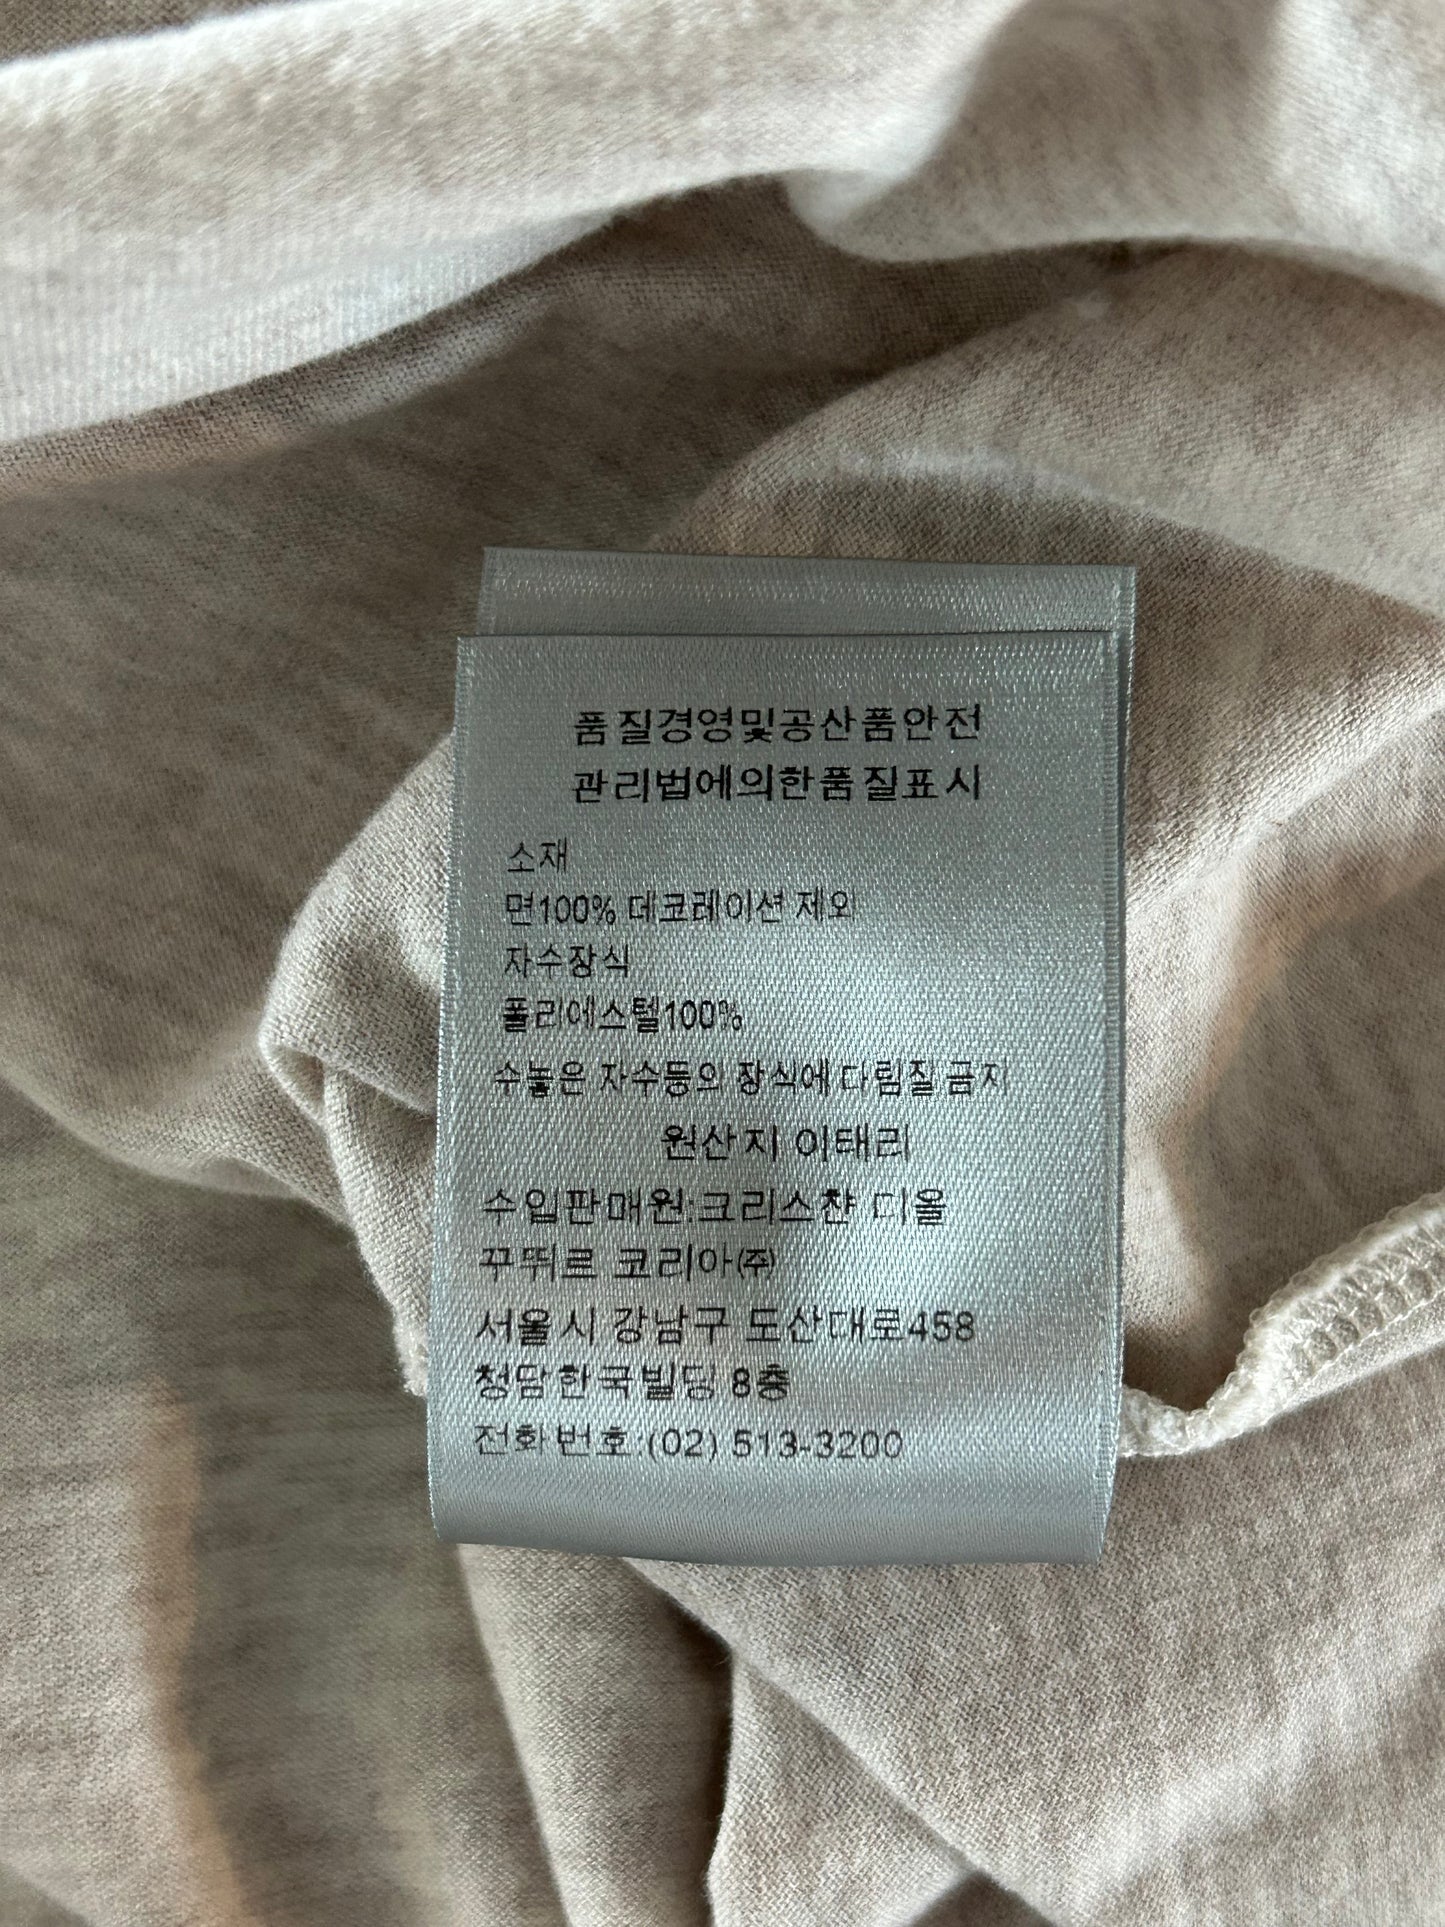 품질경영및공산품안전
관리법에의한품질표시
소재
면100% 데코레이션 제외
자수장식
폴리에스텔100%
수놓은 자수등의 장식에 다림질 금지
원산지 이태리
수입판매원:크리스챤 디올
꾸뛰르 코리아㈜
서울시 강남구 도산대로458
청담한국빌딩 8층
전화번호:(02) 513-3200